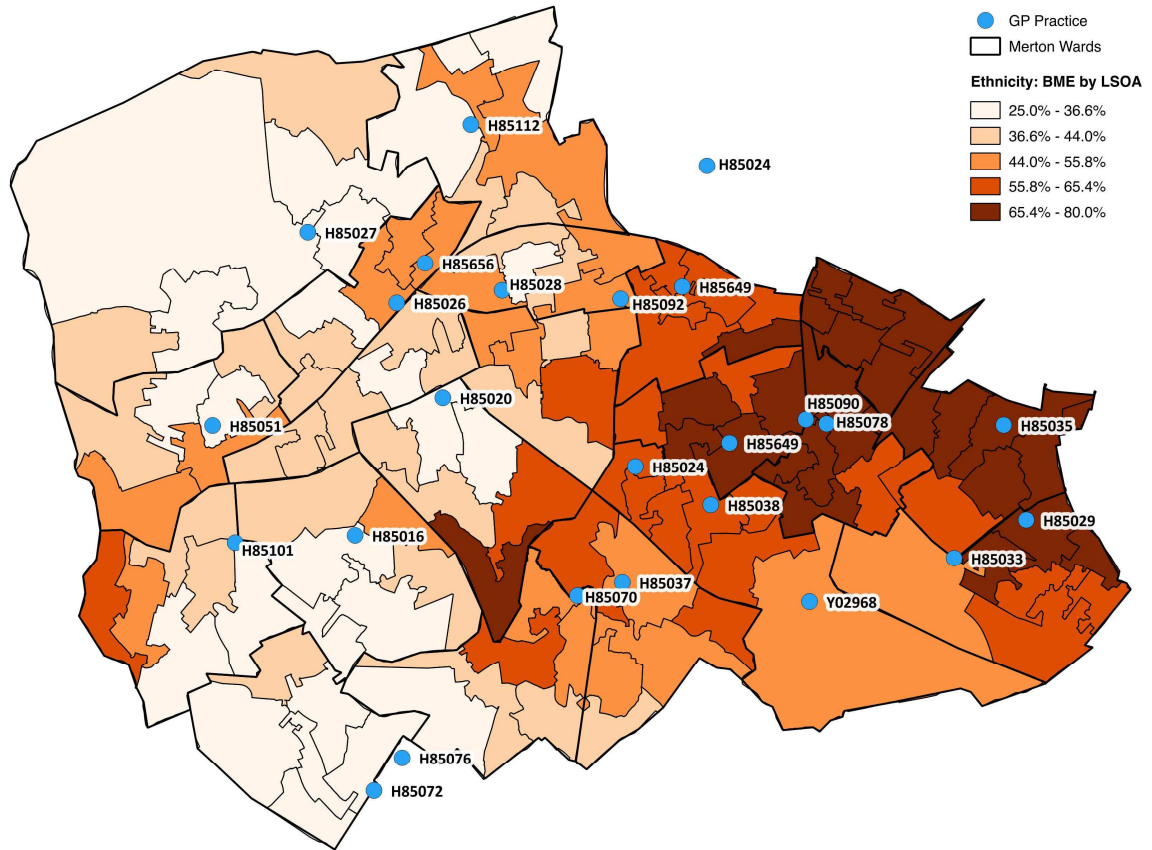 GP Practice
Merton Wards
Ethnicity: BME by LSOA
25.0% - 36.6%
36.6% - 44.0%
44.0% - 55.8%
55.8% - 65.4%
65.4% - 80.0%
H85112
H85024
H85027
H85656
H85028
H85649
H85026
H85092
H85020
H85090
H85051
H85078
H85035
H85649
H85024
H85038
H85029
H85016
H85101
H85033
H85037
H85070
Y02968
H85076
H85072